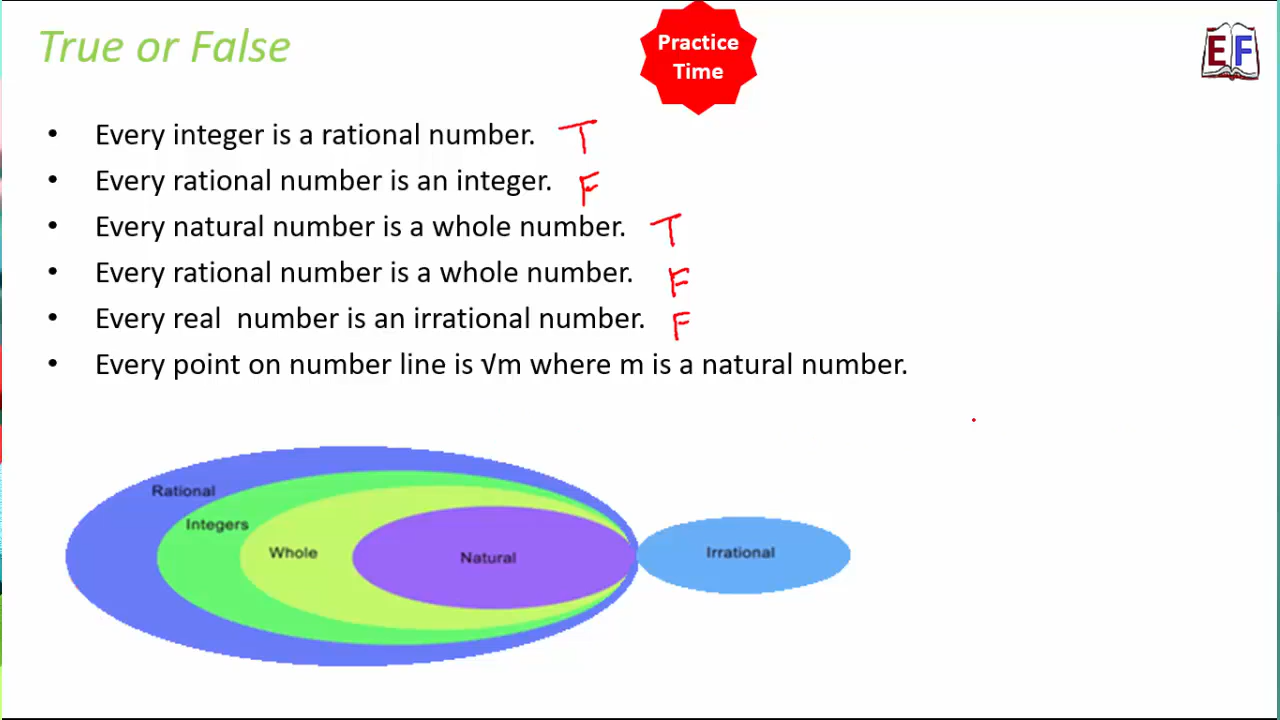 True or False
Practice
Time
EF
• Every integer is a rational number. T
• Every rational number is an integer. F
• Every natural number is a whole number. T
• Every rational number is a whole number. F
• Every real  number is an irrational number. F
• Every point on number line is √m where m is a natural number.
Rational
Integers
Whole
Natural
Irrational